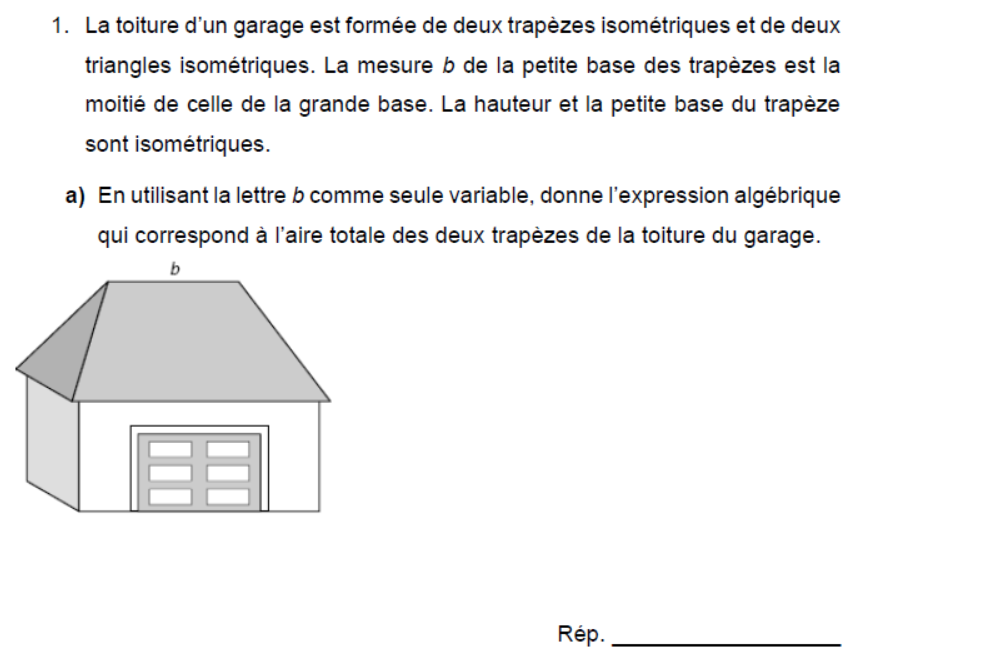 1. La toiture d'un garage est formée de deux trapèzes isométriques et de deux
triangles isométriques. La mesure b de la petite base des trapèzes est la
moitié de celle de la grande base. La hauteur et la petite base du trapèze
sont isométriques.
a) En utilisant la lettre b comme seule variable, donne l'expression algébrique
qui correspond à l'aire totale des deux trapèzes de la toiture du garage.
b
Rép. ___________________